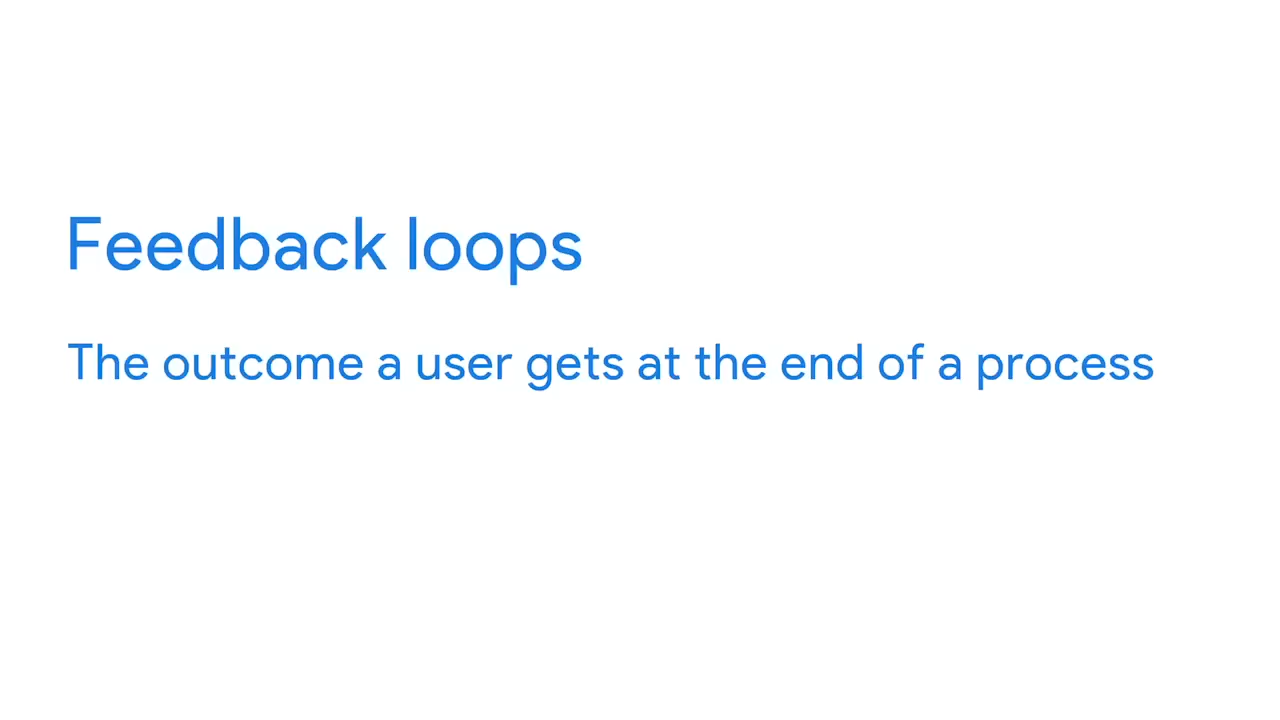 Feedback loops
The outcome a user gets at the end of a process